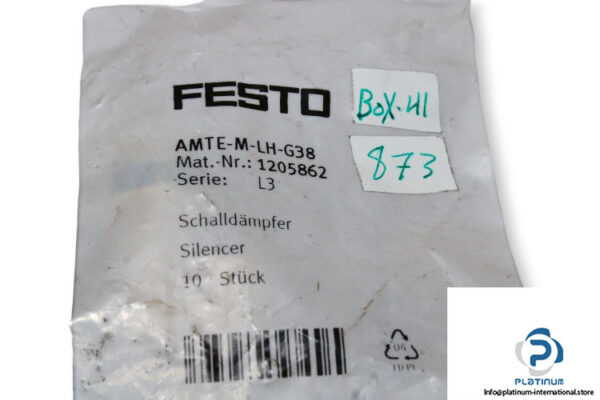 FESTO
BOX.41
AMTE-M-LH-G38
Mat.-Nr.: 1205862
873
Serie: L3
Schalldämpfer
Silencer
10 Stück
04
PLATINUM
Info@platinum-international.store